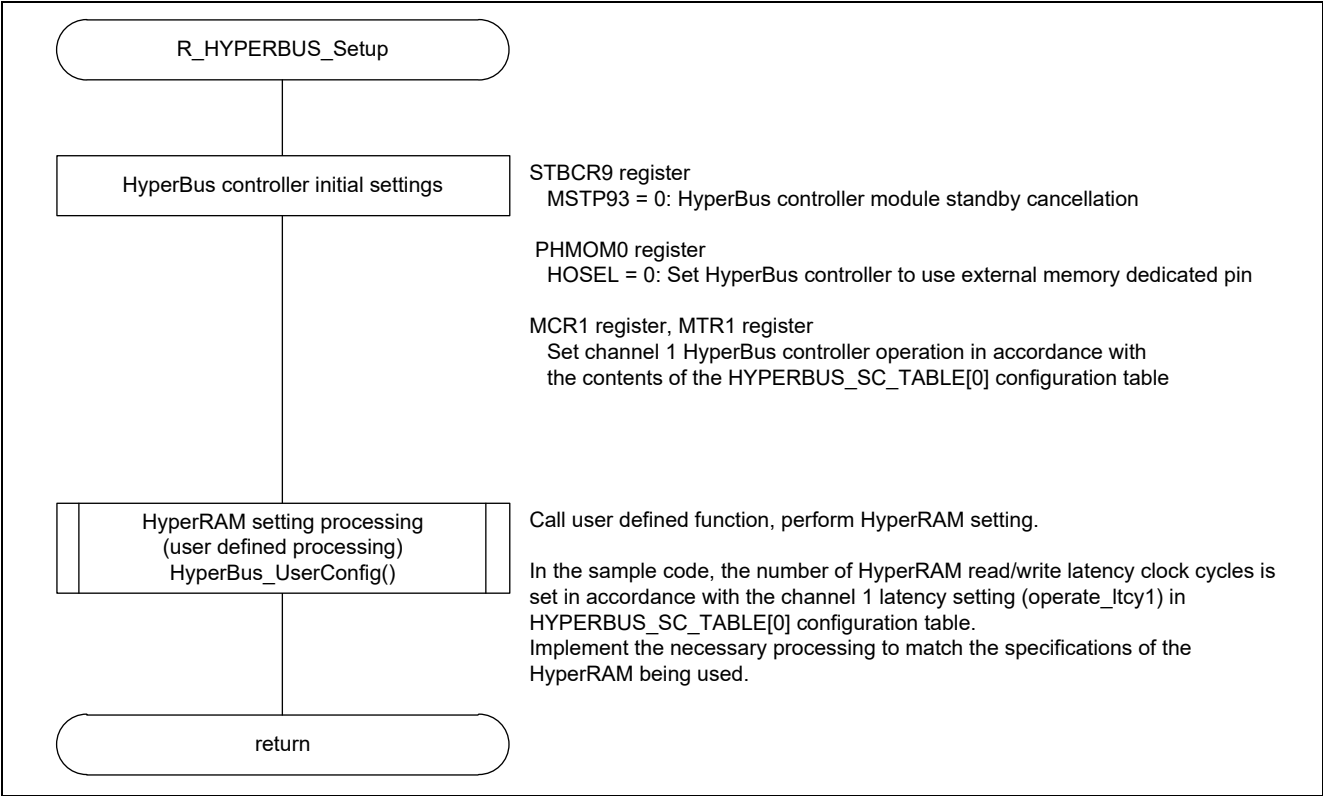 R_HYPERBUS_Setup
HyperBus controller initial settings
STBCR9 register
MSTP93 = 0: HyperBus controller module standby cancellation
PHMOM0 register
HOSEL = 0: Set HyperBus controller to use external memory dedicated pin
MCR1 register, MTR1 register
Set channel 1 HyperBus controller operation in accordance with
the contents of the HYPERBUS_SC_TABLE[0] configuration table
HyperRAM setting processing
(user defined processing)
HyperBus_UserConfig()
Call user defined function, perform HyperRAM setting.
In the sample code, the number of HyperRAM read/write latency clock cycles is
set in accordance with the channel 1 latency setting (operate_ltcy1) in
HYPERBUS_SC_TABLE[0] configuration table.
Implement the necessary processing to match the specifications of the
HyperRAM being used.
return